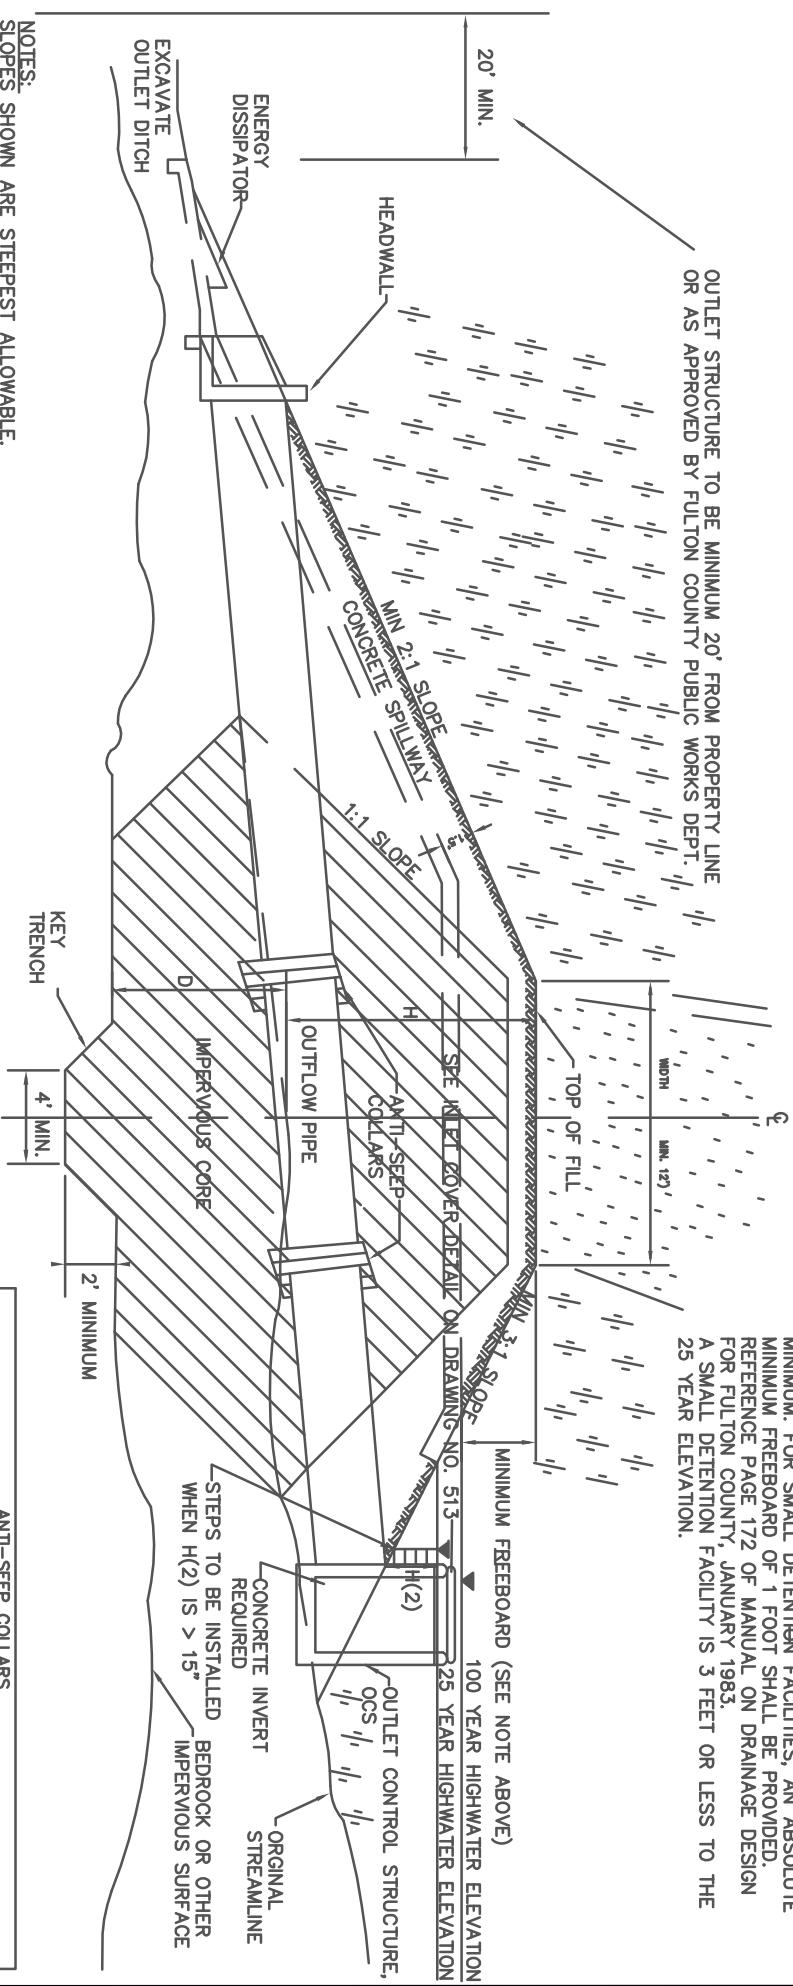 MINIMUM. FOR SMALL DETENTION FACILITIES, AN ABSOLUTE
MINIMUM FREEBOARD OF 1 FOOT SHALL BE PROVIDED.
REFERENCE PAGE 172 OF MANUAL ON DRAINAGE DESIGN
FOR FULTON COUNTY, JANUARY 1983.
A SMALL DETENTION FACILITY IS 3 FEET OR LESS TO THE
25 YEAR ELEVATION.
OUTLET STRUCTURE TO BE MINIMUM 20' FROM PROPERTY LINE
OR AS APPROVED BY FULTON COUNTY PUBLIC WORKS DEPT.
20' MIN.
HEADWALL
ENERGY
DISSIPATOR
EXCAVATE
OUTLET DITCH
MIN 2:1 SLOPE
CONCRETE SPILLWAY
1:1 SLOPE
WIDTH MIN. 12')
TOP OF FILL
H
D
SEE INLET COVER DETAIL ON DRAWING NO. 513
ANTI-SEEP
COLLARS
OUTFLOW PIPE
IMPERVIOUS CORE
KEY
TRENCH
4' MIN.
2' MINIMUM
MIN 3:1 SLOPE
MINIMUM FREEBOARD (SEE NOTE ABOVE)
100 YEAR HIGHWATER ELEVATION
25 YEAR HIGHWATER ELEVATION
H(2)
OUTLET CONTROL STRUCTURE,
OCS
CONCRETE INVERT
REQUIRED
STEPS TO BE INSTALLED
WHEN H(2) IS > 15"
ORGINAL
STREAMLINE
BEDROCK OR OTHER
IMPERVIOUS SURFACE
NOTES:
SLOPES SHOWN ARE STEEPEST ALLOWABLE.
ANTI-SEEP COLLARS